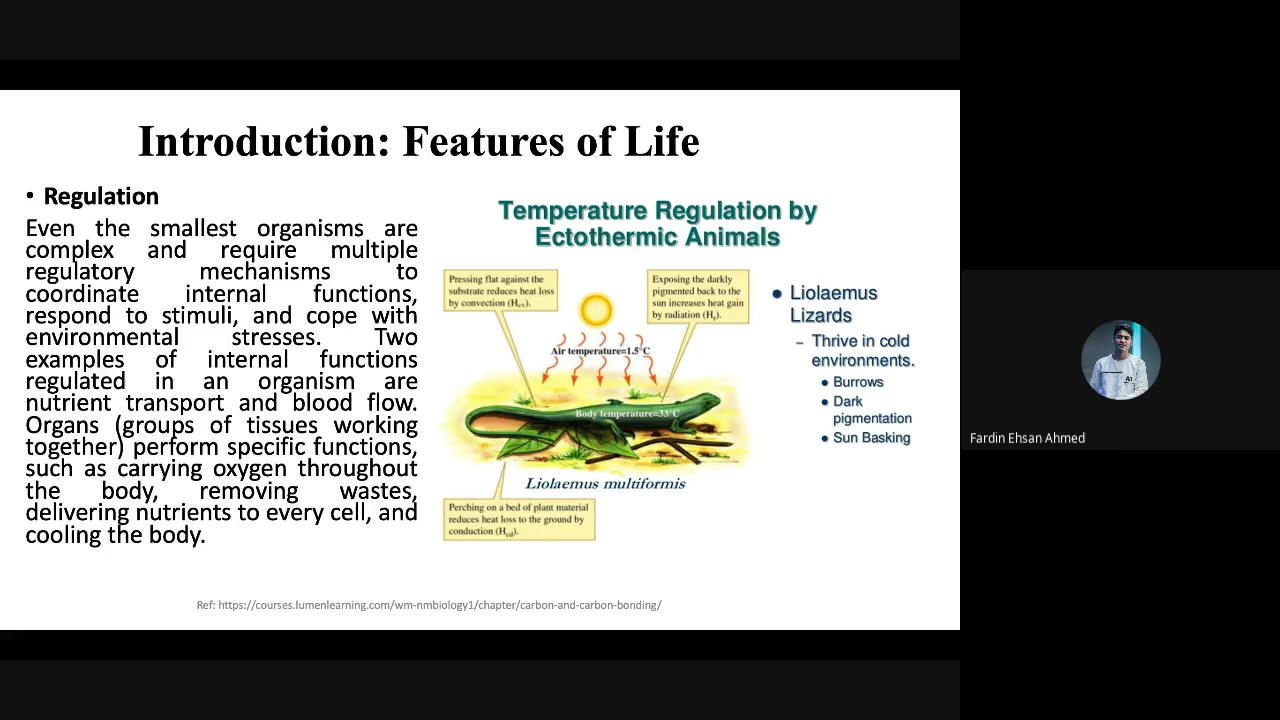 Introduction: Features of Life
• Regulation
Even the smallest organisms are
complex and require multiple
regulatory mechanisms to
coordinate internal functions,
respond to stimuli, and cope with
environmental stresses. Two
examples of internal functions
regulated in an organism are
nutrient transport and blood flow.
Organs (groups of tissues working
together) perform specific functions,
such as carrying oxygen throughout
the body, removing wastes,
delivering nutrients to every cell, and
cooling the body.
Temperature Regulation by
Ectothermic Animals
Pressing flat against the
substrate reduces heat loss
by convection (Hcv).
Exposing the darkly
pigmented back to the
sun increases heat gain
by radiation (Hr).
Air temperature=1.5°C
Body temperature=33°C
Liolaemus multiformis
Perching on a bed of plant material
reduces heat loss to the ground by
conduction (Hcd).
• Liolaemus
Lizards
– Thrive in cold
environments.
• Burrows
• Dark
pigmentation
• Sun Basking
Ref: https://courses.lumenlearning.com/wm-nmbiology1/chapter/carbon-and-carbon-bonding/
Fardin Ehsan Ahmed